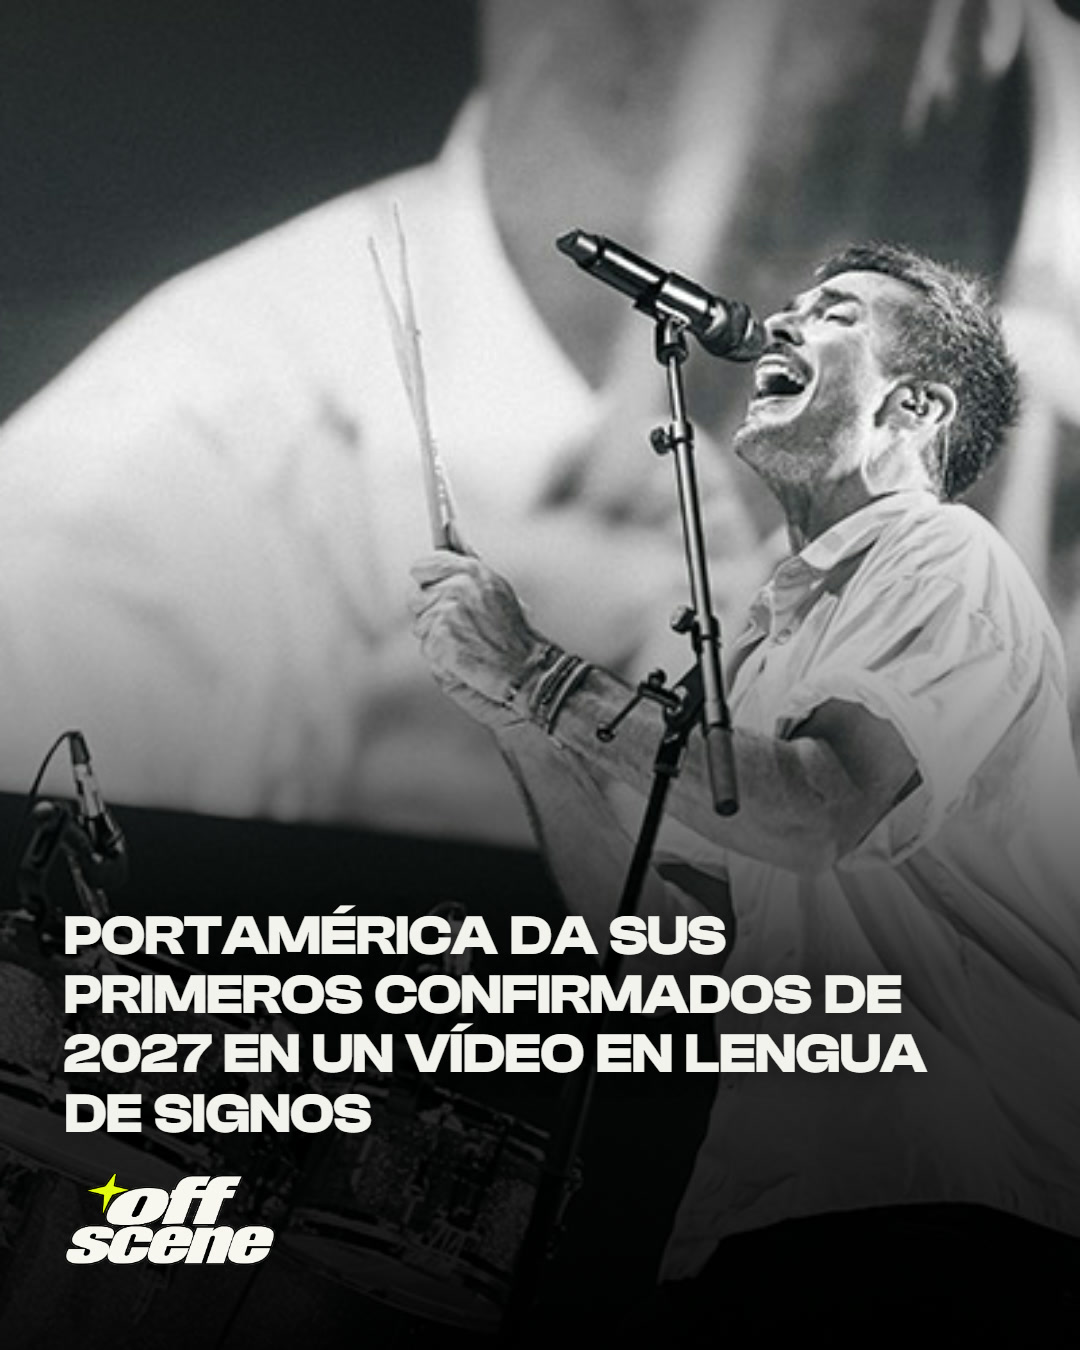 PORTAMÉRICA DA SUS
PRIMEROS CONFIRMADOS DE
2027 EN UN VÍDEO EN LENGUA
DE SIGNOS
off
scene